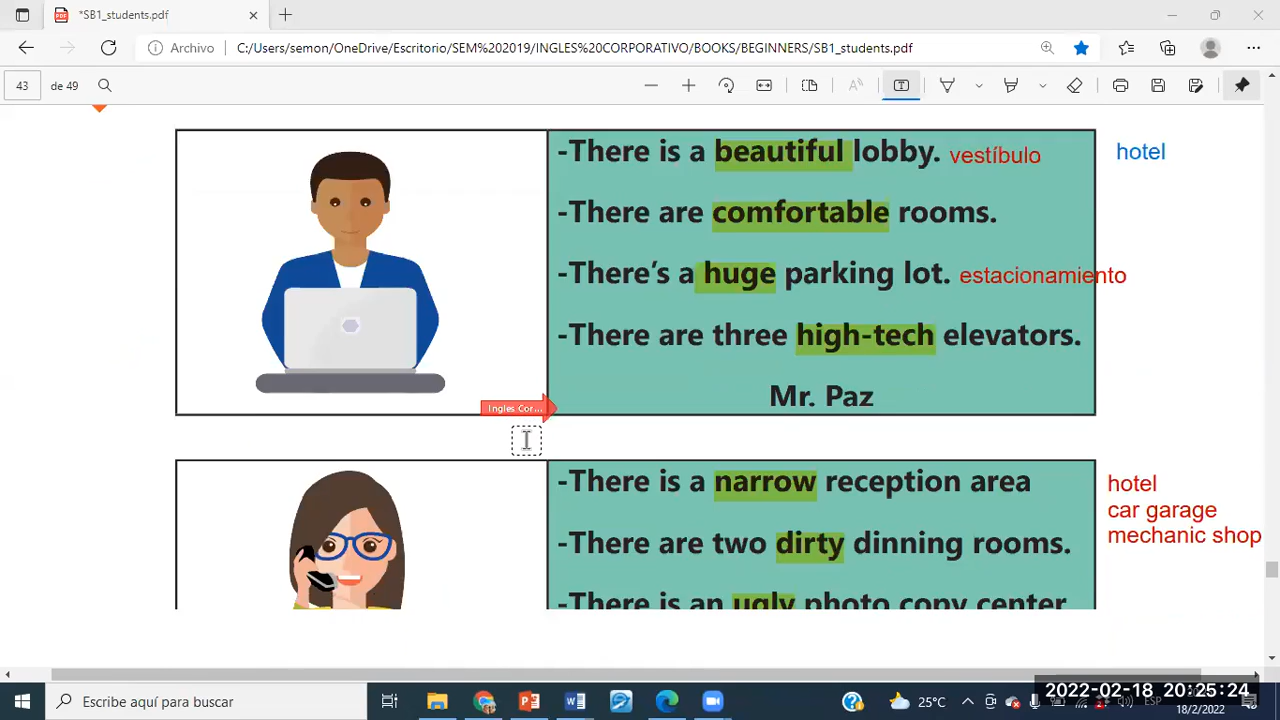 *SB1_students.pdf
Archivo
C:/Users/semon/OneDrive/Escritorio/SEM%202019/INGLES%20CORPORATIVO/BOOKS/BEGINNERS/SB1_students.pdf
43 de 49
-There is a beautiful lobby. vestíbulo hotel
-There are comfortable rooms.
-There's a huge parking lot. estacionamiento
-There are three high-tech elevators.
Mr. Paz
Ingles Cor...
-There is a narrow reception area hotel
car garage
mechanic shop
-There are two dirty dinning rooms.
-There is an ugly photo copy center
Escribe aquí para buscar
25°C
ESP
2022-02-18 20:25:24
18/2/2022